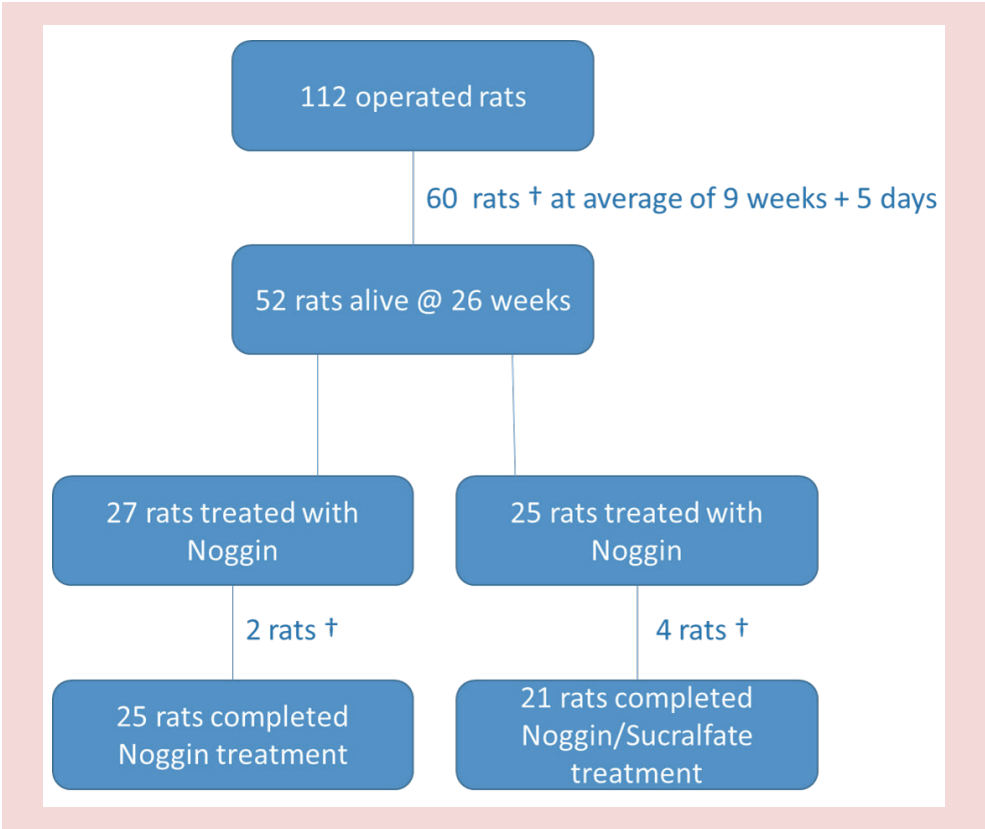 112 operated rats
60 rats † at average of 9 weeks + 5 days
52 rats alive @ 26 weeks
27 rats treated with
Noggin
25 rats treated with
Noggin
2 rats †
4 rats †
25 rats completed
Noggin treatment
21 rats completed
Noggin/Sucralfate
treatment